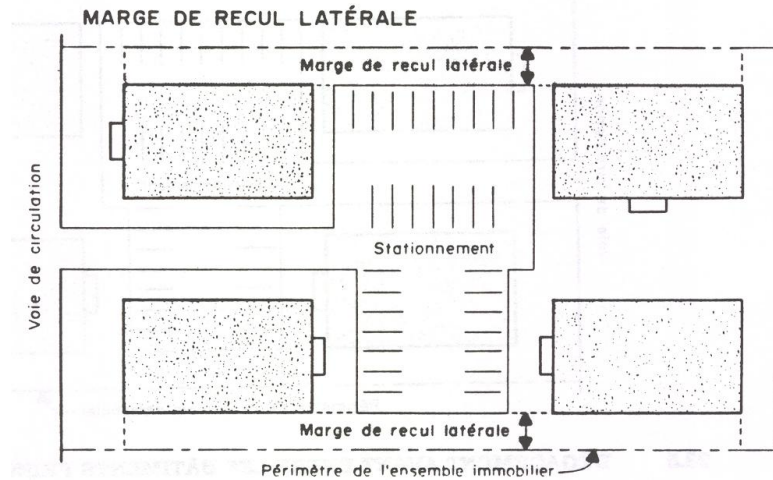 MARGE DE RECUL LATÉRALE
Marge de recul latérale
Voie de circulation
Stationnement
Marge de recul latérale
Périmètre de l'ensemble immobilier